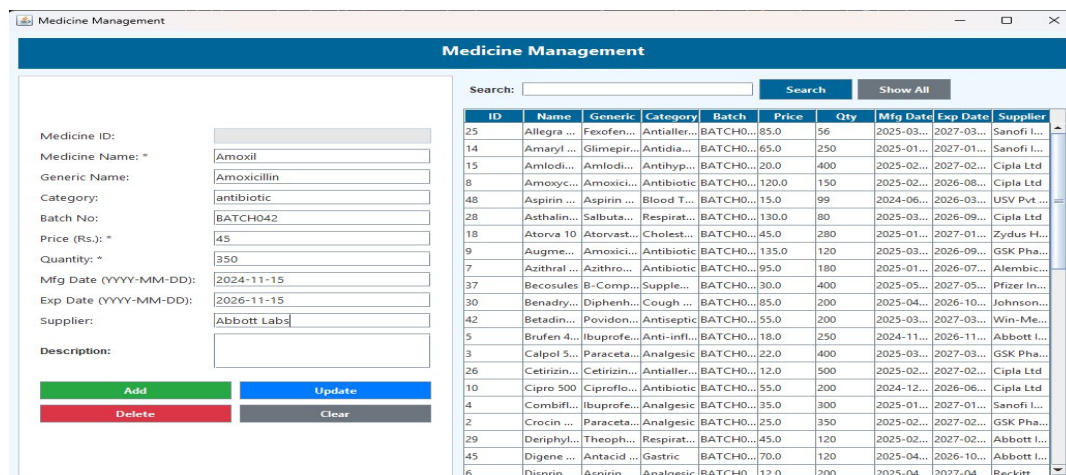 Medicine Management
Medicine Management
Medicine ID:
Medicine Name: * Amoxil
Generic Name: Amoxicillin
Category: antibiotic
Batch No: BATCH042
Price (Rs.): * 45
Quantity: * 350
Mfg Date (YYYY-MM-DD): 2024-11-15
Exp Date (YYYY-MM-DD): 2026-11-15
Supplier: Abbott Labs
Description:
Add Update
Delete Clear
Search: Search Show All
ID Name Generic Category Batch Price Qty Mfg Date Exp Date Supplier
25 Allegra ... Fexofen... Antialler... BATCH0... 85.0 56 2025-03... 2027-03... Sanofi I...
14 Amaryl ... Glimepir... Antidia... BATCH0... 65.0 250 2025-01... 2027-01... Sanofi I...
15 Amlodi... Amlodi... Antihyp... BATCH0... 20.0 400 2025-02... 2027-02... Cipla Ltd
8 Amoxyc... Amoxici... Antibiotic BATCH0... 120.0 150 2025-02... 2026-08... Cipla Ltd
48 Aspirin ... Aspirin ... Blood T... BATCH0... 15.0 99 2024-06... 2026-03... USV Pvt ...
28 Asthalin... Salbuta... Respirat... BATCH0... 130.0 80 2025-03... 2026-09... Cipla Ltd
18 Atorva 10 Atorvast... Cholest... BATCH0... 45.0 280 2025-01... 2027-01... Zydus H...
9 Augme... Amoxici... Antibiotic BATCH0... 135.0 120 2025-03... 2026-09... GSK Pha...
7 Azithral ... Azithro... Antibiotic BATCH0... 95.0 180 2025-01... 2026-07... Alembic...
37 Becosules B-Comp... Supple... BATCH0... 30.0 400 2025-05... 2027-05... Pfizer In...
30 Benadry... Diphenh... Cough ... BATCH0... 85.0 200 2025-04... 2026-10... Johnson...
42 Betadin... Povidon... Antiseptic BATCH0... 55.0 200 2025-03... 2027-03... Win-Me...
5 Brufen 4... Ibuprofe... Anti-infl... BATCH0... 18.0 250 2024-11... 2026-11... Abbott I...
3 Calpol 5... Paraceta... Analgesic BATCH0... 22.0 400 2025-03... 2027-03... GSK Pha...
26 Cetirizin... Cetirizin... Antialler... BATCH0... 12.0 500 2025-02... 2027-02... Cipla Ltd
10 Cipro 500 Ciproflo... Antibiotic BATCH0... 55.0 200 2024-12... 2026-06... Cipla Ltd
4 Combifl... Ibuprofe... Analgesic BATCH0... 35.0 300 2025-01... 2027-01... Sanofi I...
2 Crocin ... Paraceta... Analgesic BATCH0... 25.0 350 2025-02... 2027-02... GSK Pha...
29 Deriphyl... Theoph... Respirat... BATCH0... 45.0 120 2025-02... 2027-02... Abbott I...
45 Digene ... Antacid ... Gastric BATCH0... 70.0 120 2025-04... 2026-10... Abbott I...
6 Disprin Aspirin Analgesic BATCH0 12.0 200 2025-04 2027-04 Reckitt